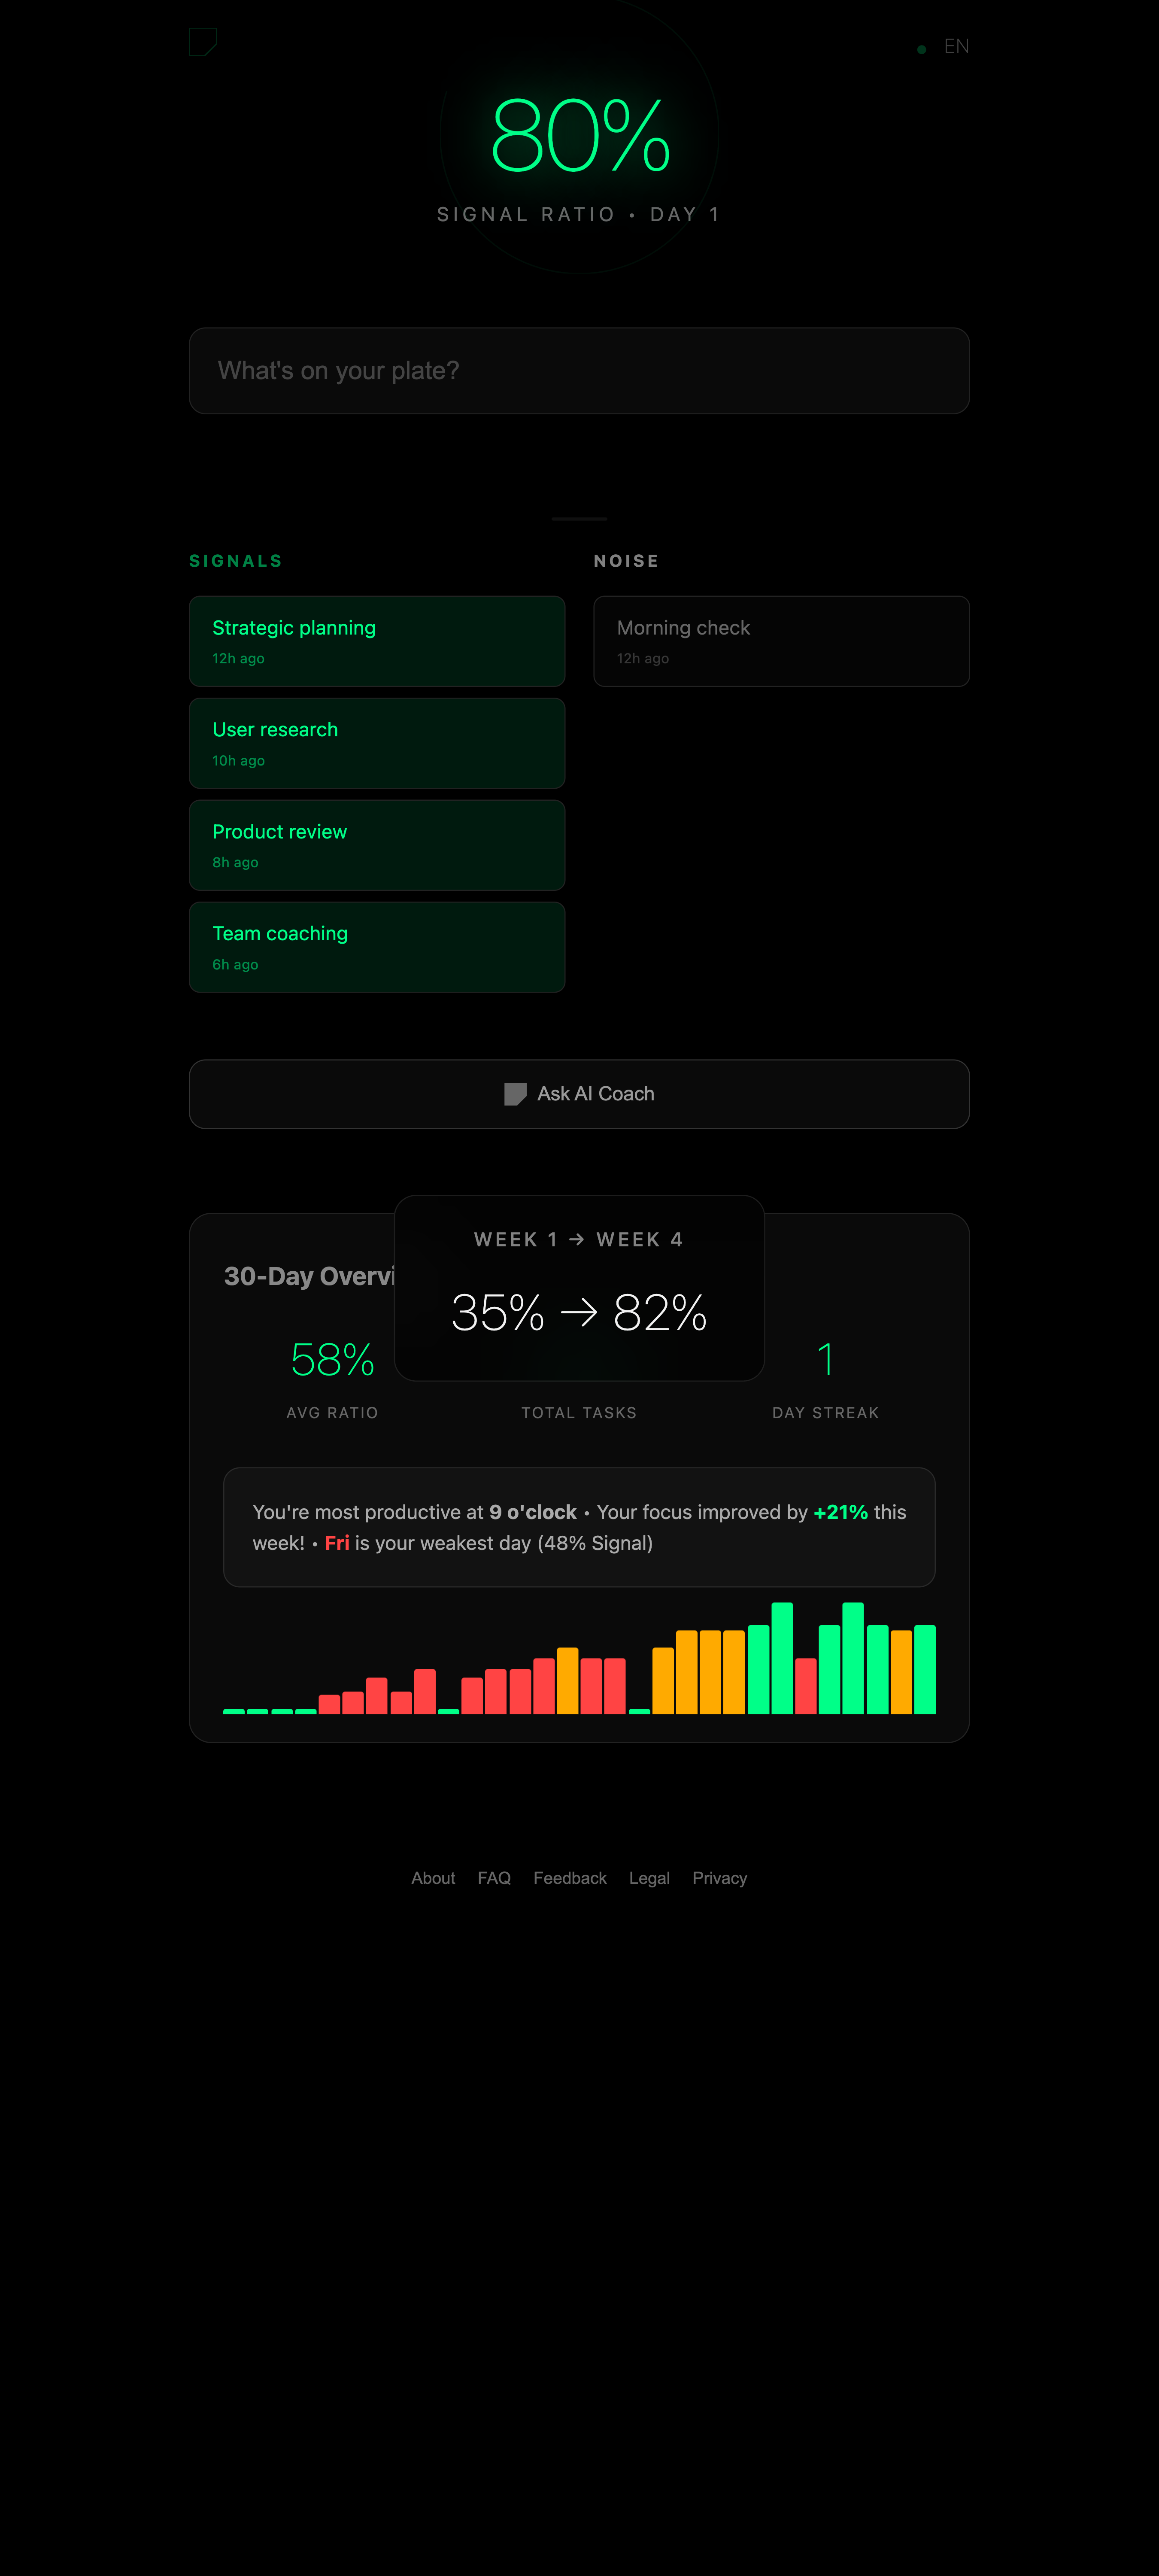 EN
80%
SIGNAL RATIO • DAY 1
What's on your plate?
SIGNALS
Strategic planning
12h ago
User research
10h ago
Product review
8h ago
Team coaching
6h ago
NOISE
Morning check
12h ago
Ask AI Coach
WEEK 1 → WEEK 4
35% → 82%
30-Day Overvi
58%
AVG RATIO
TOTAL TASKS
1
DAY STREAK
You're most productive at 9 o'clock • Your focus improved by +21% this
week! • Fri is your weakest day (48% Signal)
About FAQ Feedback Legal Privacy